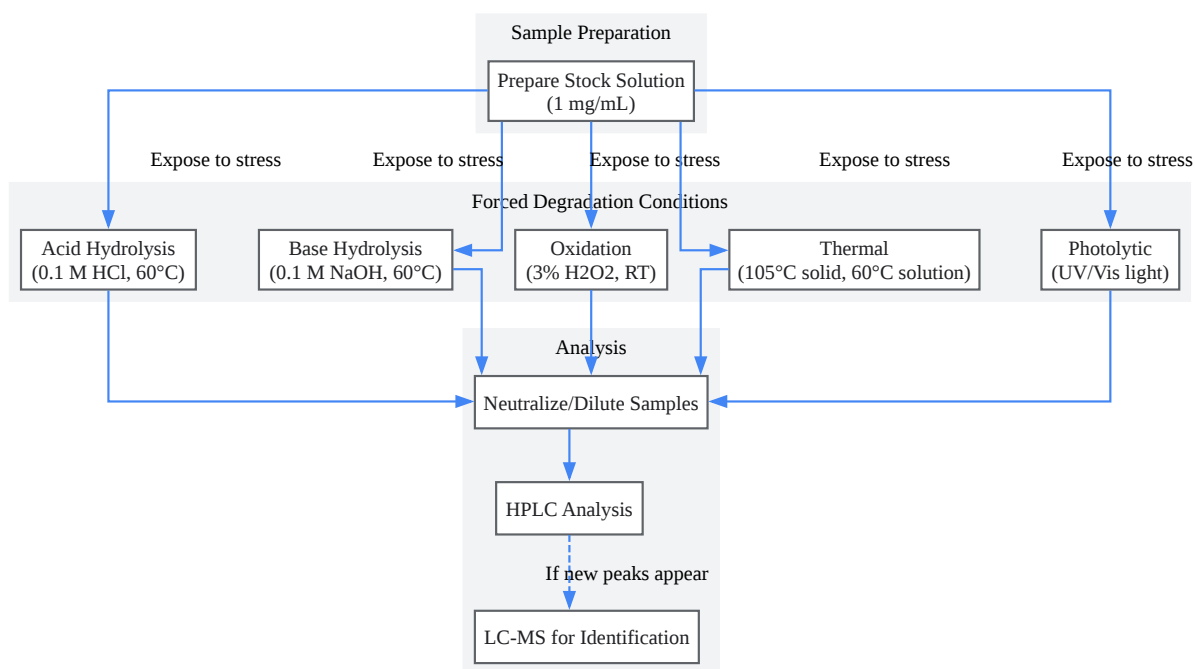 Sample Preparation
Prepare Stock Solution
(1 mg/mL)
Expose to stress
Expose to stress
Expose to stress
Expose to stress
Expose to stress
Forced Degradation Conditions
Acid Hydrolysis
(0.1 M HCl, 60°C)
Base Hydrolysis
(0.1 M NaOH, 60°C)
Oxidation
(3% H2O2, RT)
Thermal
(105°C solid, 60°C solution)
Photolytic
(UV/Vis light)
Analysis
Neutralize/Dilute Samples
HPLC Analysis
If new peaks appear
LC-MS for Identification